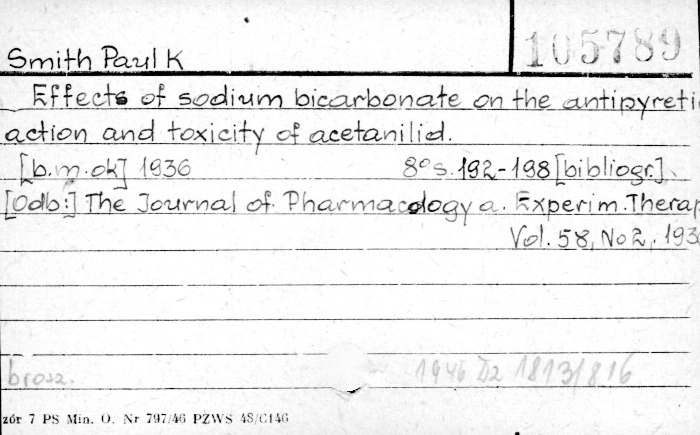 105789
Smith Paul K
Effects of sodium bicarbonate on the antipyreti
action and toxicity of acetanilid.
[b.m.ok] 1936 8° s. 192-198 [bibliogr.].
[Odb:] The Journal of Pharmacology a. Experim. Therap
Vol. 58, No 2, 193
brosz. 1946 Dz 1813/816
zór 7 PS Min. O. Nr 797/46 PZWS 48/C146